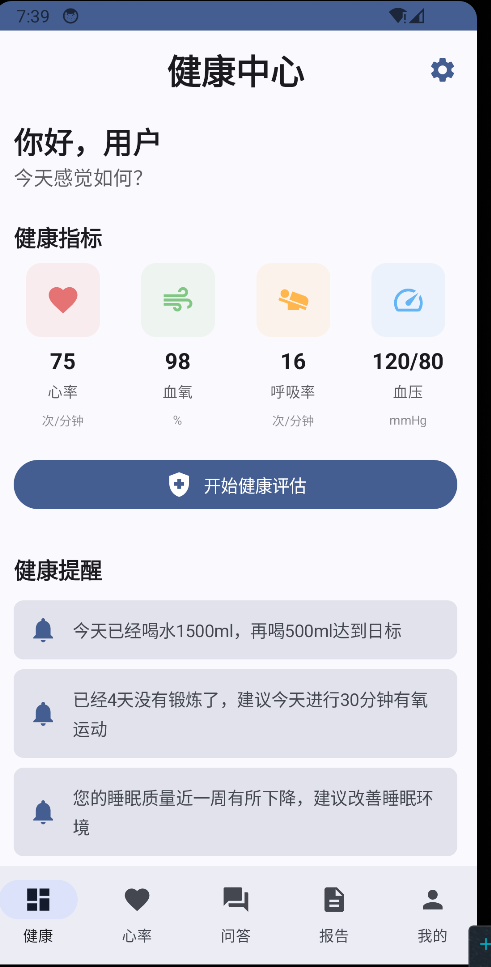 7:39
健康中心
你好，用户
今天感觉如何？
健康指标
75 98 16 120/80
心率 血氧 呼吸率 血压
次/分钟 % 次/分钟 mmHg
开始健康评估
健康提醒
今天已经喝水1500ml，再喝500ml达到日标
已经4天没有锻炼了，建议今天进行30分钟有氧
运动
您的睡眠质量近一周有所下降，建议改善睡眠环
境
健康 心率 问答 报告 我的